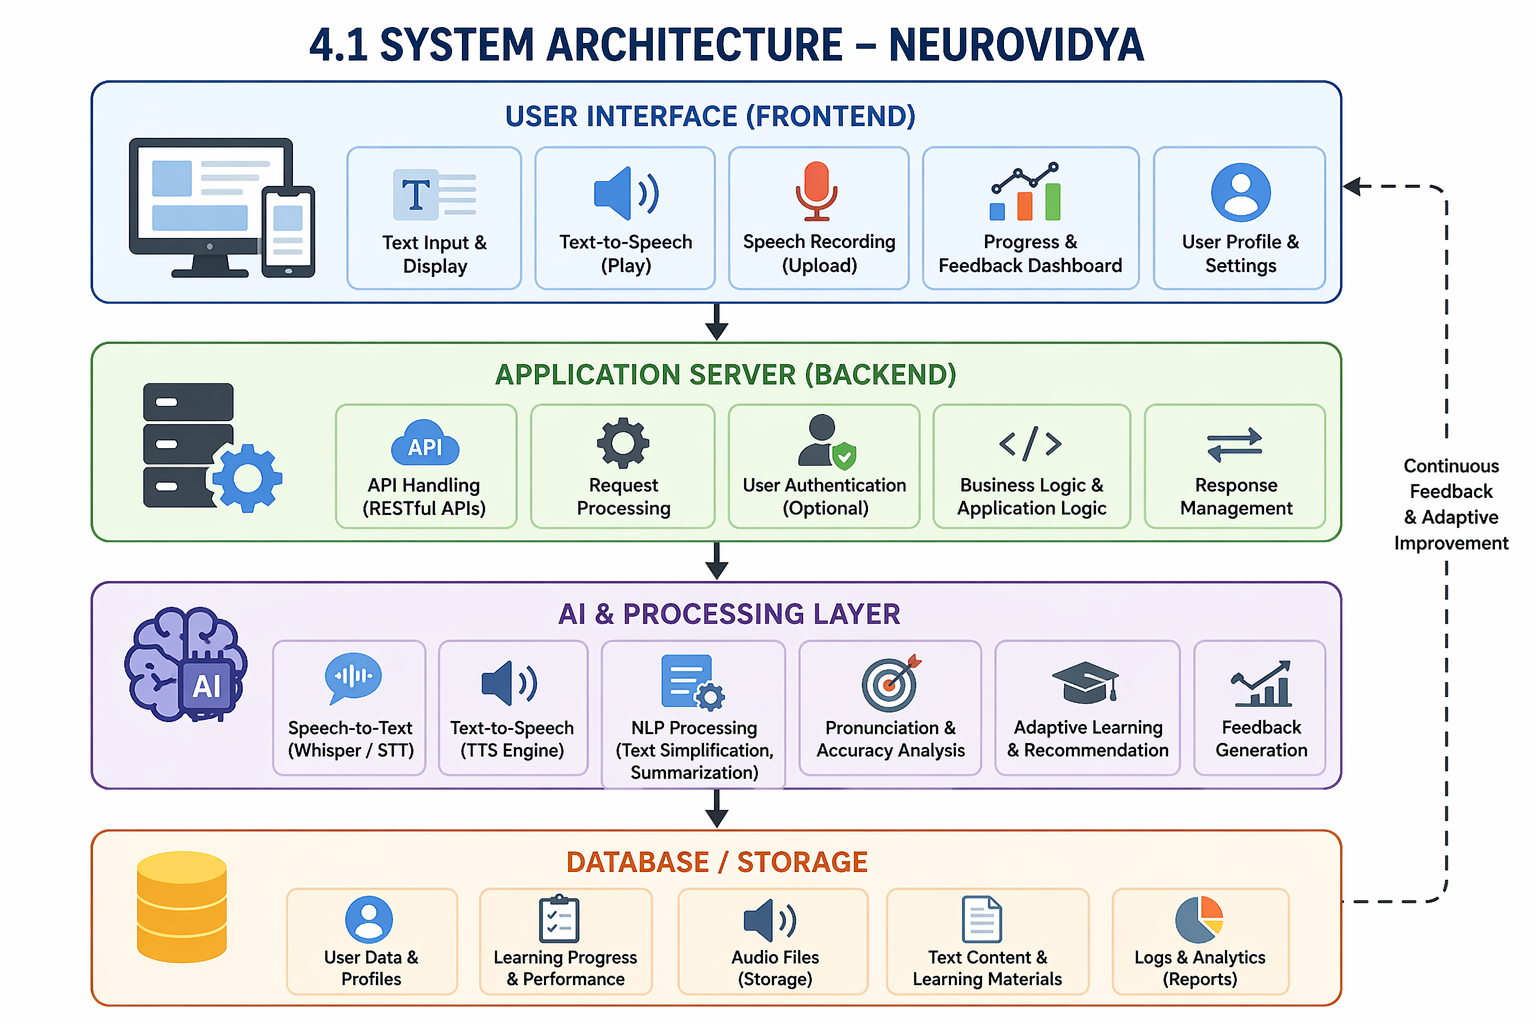 4.1 SYSTEM ARCHITECTURE – NEUROVIDYA
USER INTERFACE (FRONTEND)
T
Text Input &
Display
Text-to-Speech
(Play)
Speech Recording
(Upload)
Progress &
Feedback Dashboard
User Profile &
Settings
APPLICATION SERVER (BACKEND)
API
API Handling
(RESTful APIs)
Request
Processing
User Authentication
(Optional)
</>
Business Logic &
Application Logic
Response
Management
Continuous
Feedback
& Adaptive
Improvement
AI & PROCESSING LAYER
AI
Speech-to-Text
(Whisper / STT)
Text-to-Speech
(TTS Engine)
NLP Processing
(Text Simplification,
Summarization)
Pronunciation &
Accuracy Analysis
Adaptive Learning
& Recommendation
Feedback
Generation
DATABASE / STORAGE
User Data &
Profiles
Learning Progress
& Performance
Audio Files
(Storage)
Text Content &
Learning Materials
Logs & Analytics
(Reports)